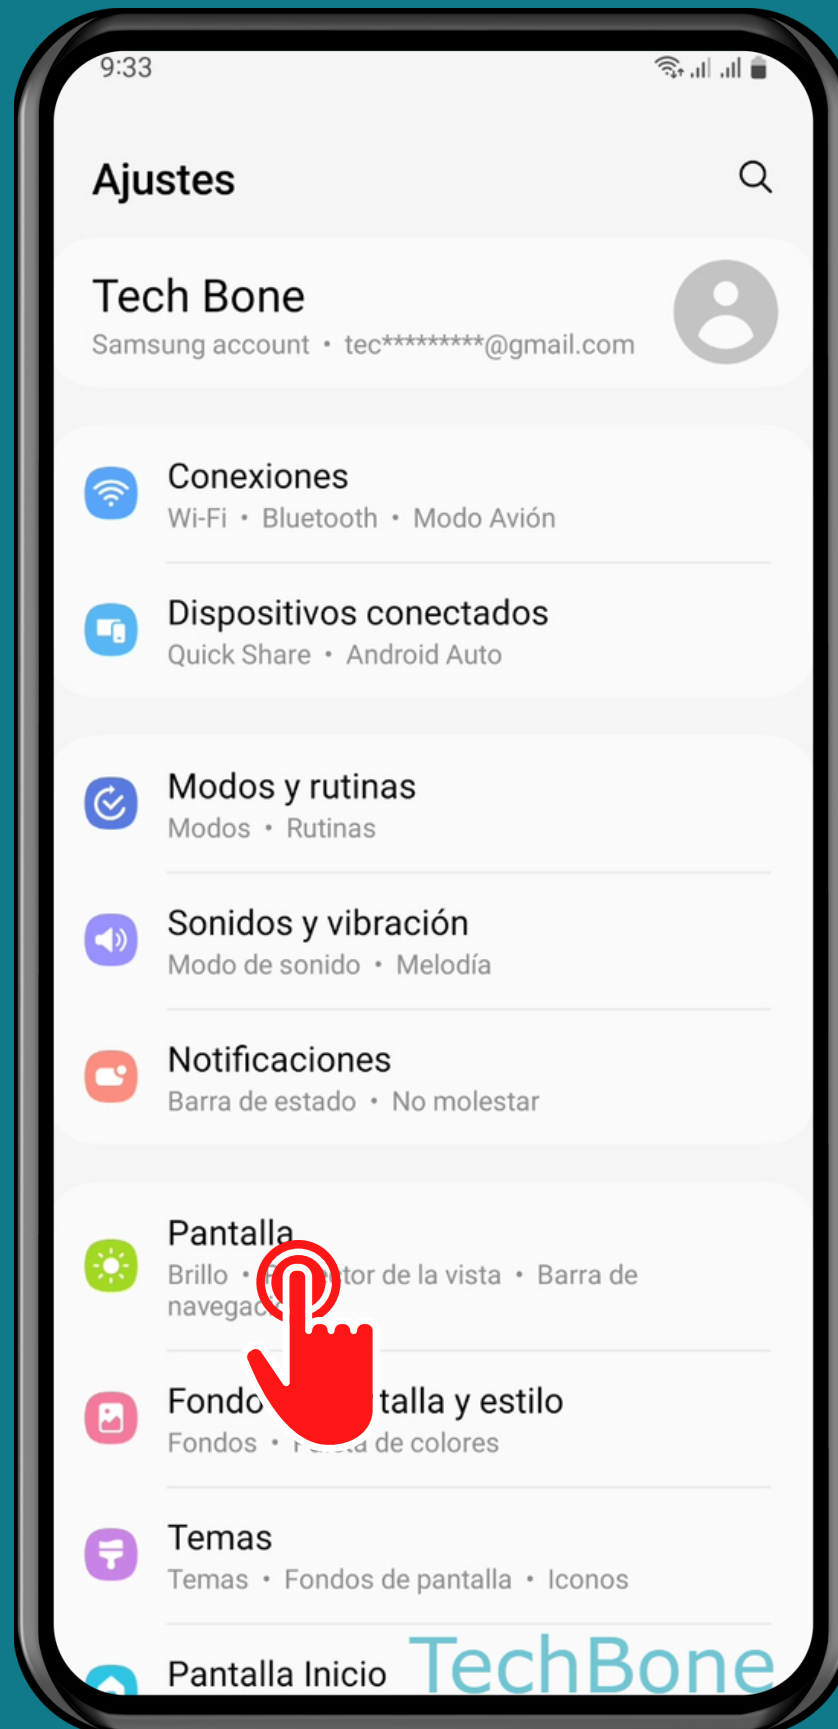 9:33
Ajustes
Tech Bone
Samsung account • tec*********@gmail.com
Conexiones
Wi-Fi • Bluetooth • Modo Avión
Dispositivos conectados
Quick Share • Android Auto
Modos y rutinas
Modos • Rutinas
Sonidos y vibración
Modo de sonido • Melodía
Notificaciones
Barra de estado • No molestar
Pantalla
Brillo • de la vista • Barra de
Fondo y estilo
Fondos • de colores
Temas
Temas • Fondos de pantalla • Iconos
Pantalla Inicio
TechBone